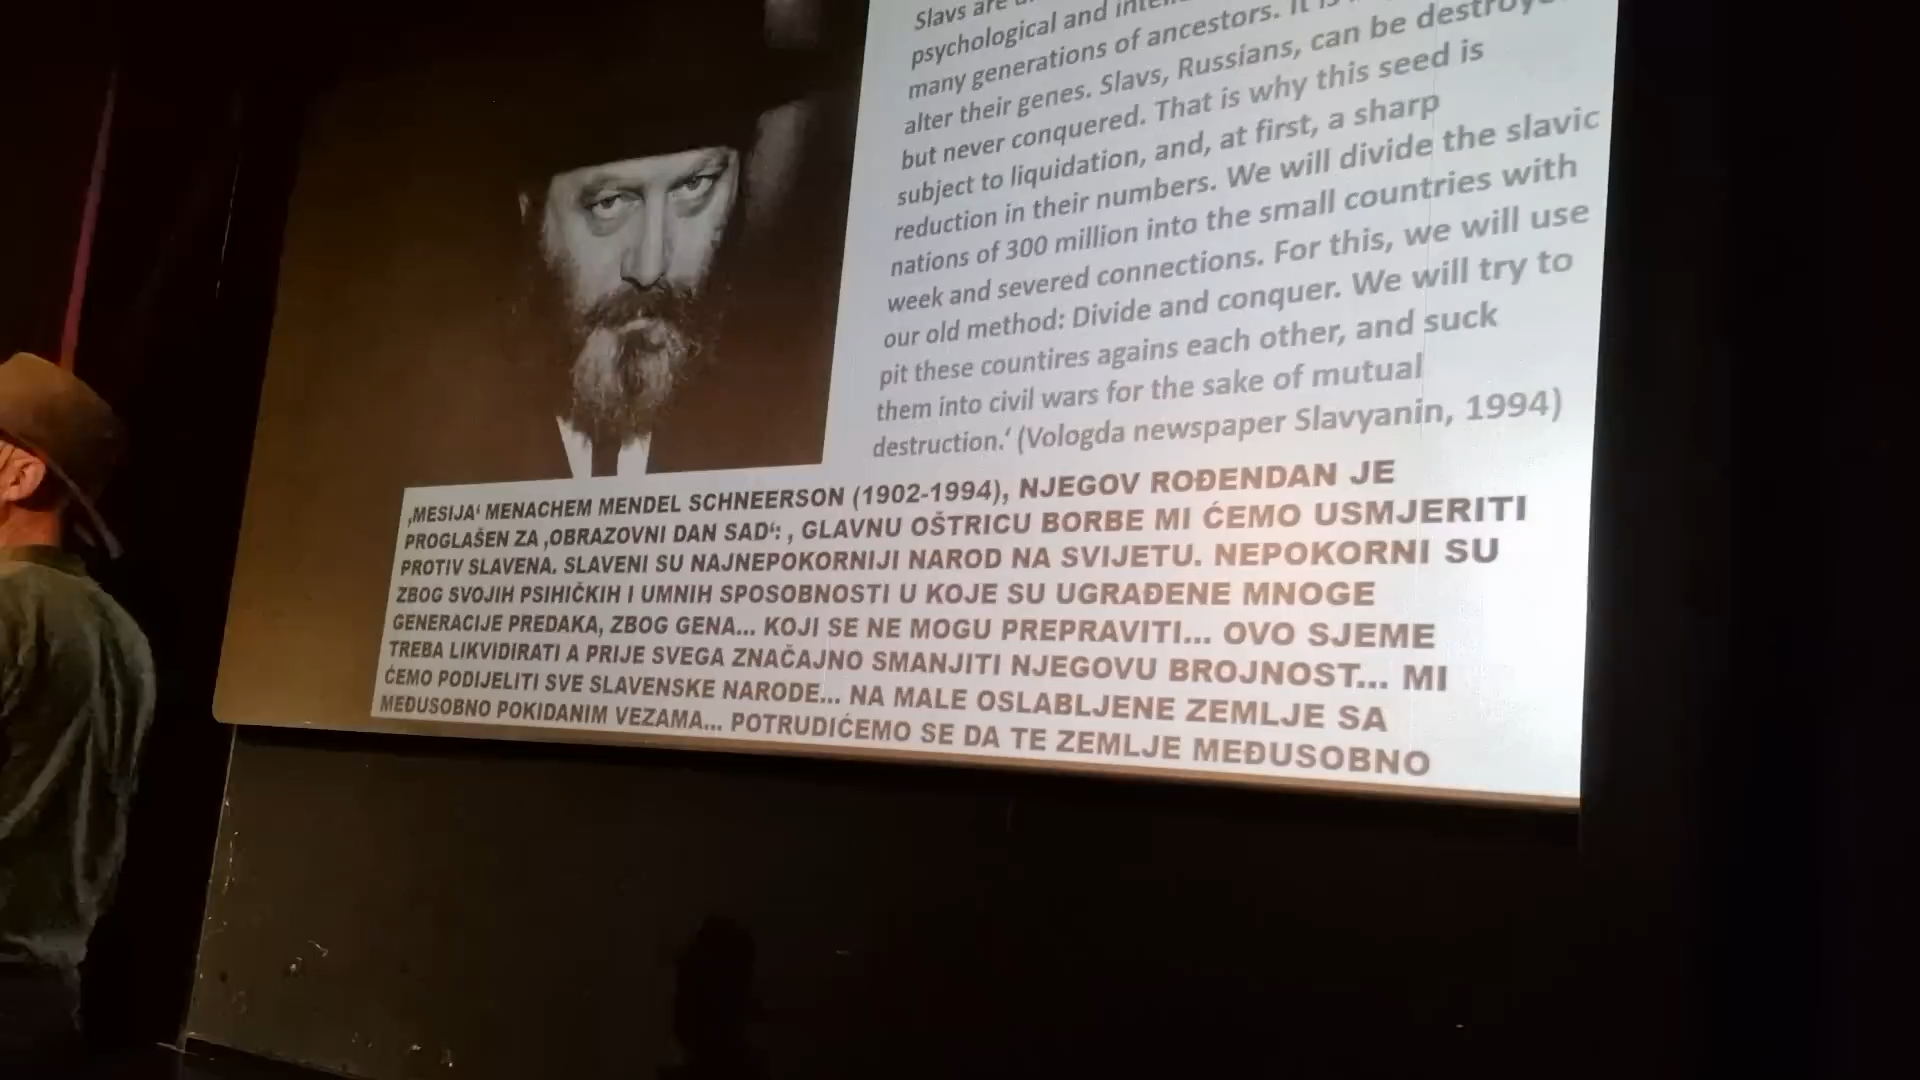 Slavs are
psychological and
many generations of ancestors. It is
alter their genes. Slavs, Russians, can be
but never conquered. That is why this seed is
subject to liquidation, and, at first, a sharp
reduction in their numbers. We will divide the slavic
nations of 300 million into the small countries with
week and severed connections. For this, we will use
our old method: Divide and conquer. We will try to
pit these countires agains each other, and suck
them into civil wars for the sake of mutual
destruction.‘ (Vologda newspaper Slavyanin, 1994)
‚MESIJA‘ MENACHEM MENDEL SCHNEERSON (1902-1994), NJEGOV ROĐENDAN JE
PROGLAŠEN ZA ‚OBRAZOVNI DAN SAD‘: ‚ GLAVNU OŠTRICU BORBE MI ĆEMO USMJERITI
PROTIV SLAVENA. SLAVENI SU NAJNEPOKORNIJI NAROD NA SVIJETU. NEPOKORNI SU
ZBOG SVOJIH PSIHIČKIH I UMNIH SPOSOBNOSTI U KOJE SU UGRAĐENE MNOGE
GENERACIJE PREDAKA, ZBOG GENA... KOJI SE NE MOGU PREPRAVITI... OVO SJEME
TREBA LIKVIDIRATI A PRIJE SVEGA ZNAČAJNO SMANJITI NJEGOVU BROJNOST... MI
ĆEMO PODIJELITI SVE SLAVENSKE NARODE... NA MALE OSLABLJENE ZEMLJE SA
MEĐUSOBNO POKIDANIM VEZAMA... POTRUDIĆEMO SE DA TE ZEMLJE MEĐUSOBNO